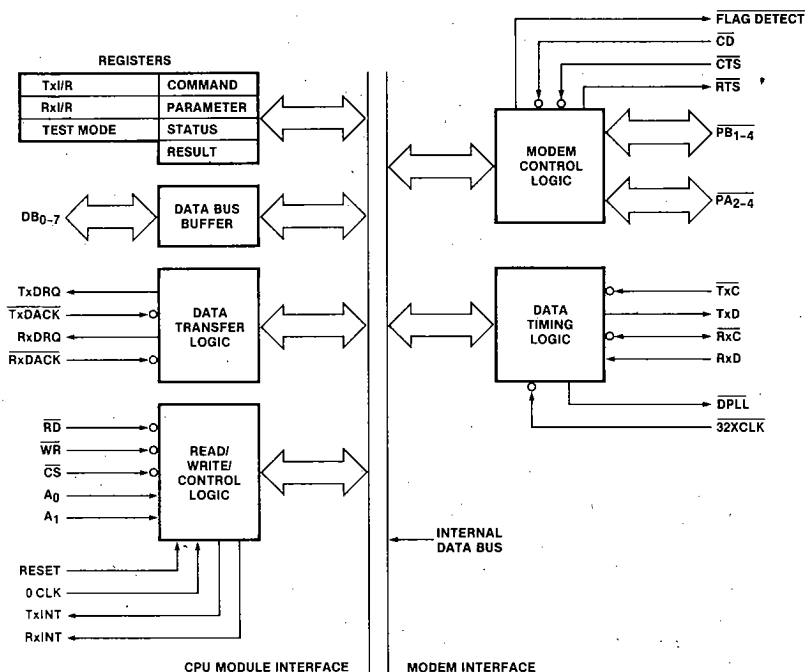 REGISTERS
TxI/R COMMAND
RxI/R PARAMETER
TEST MODE STATUS
RESULT
DB0-7
DATA BUS
BUFFER
TxDRQ
TxDACK
RxDRQ
RxDACK
DATA
TRANSFER
LOGIC
RD
WR
CS
A0
A1
READ/
WRITE/
CONTROL
LOGIC
RESET
0 CLK
TxINT
RxINT
CPU MODULE INTERFACE
FLAG DETECT
CD
CTS
RTS
MODEM
CONTROL
LOGIC
PB1-4
PA2-4
DATA
TIMING
LOGIC
TxC
TxD
RxC
RxD
DPLL
32XCLK
INTERNAL
DATA BUS
MODEM INTERFACE